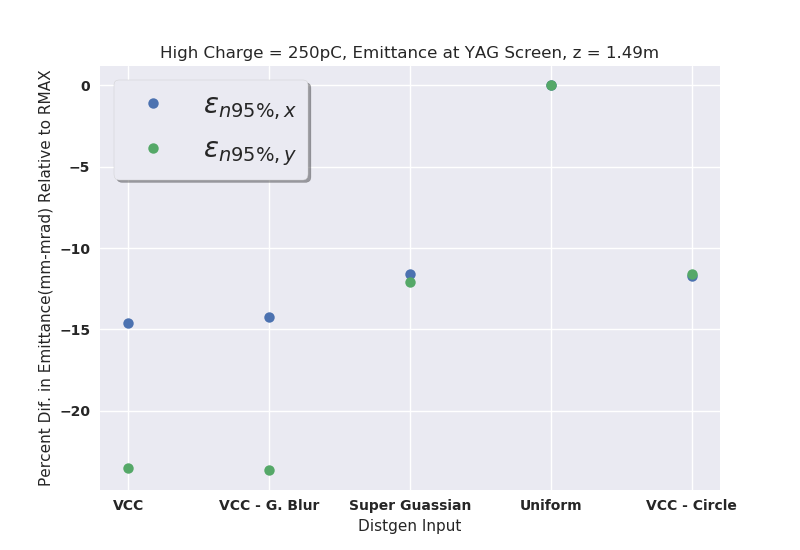 High Charge = 250pC, Emittance at YAG Screen, z = 1.49m
Percent Dif. in Emittance(mm-mrad) Relative to RMAX
0
−5
−10
−15
−20
εn95%, x
εn95%, y
VCC
VCC - G. Blur
Super Guassian
Uniform
VCC - Circle
Distgen Input